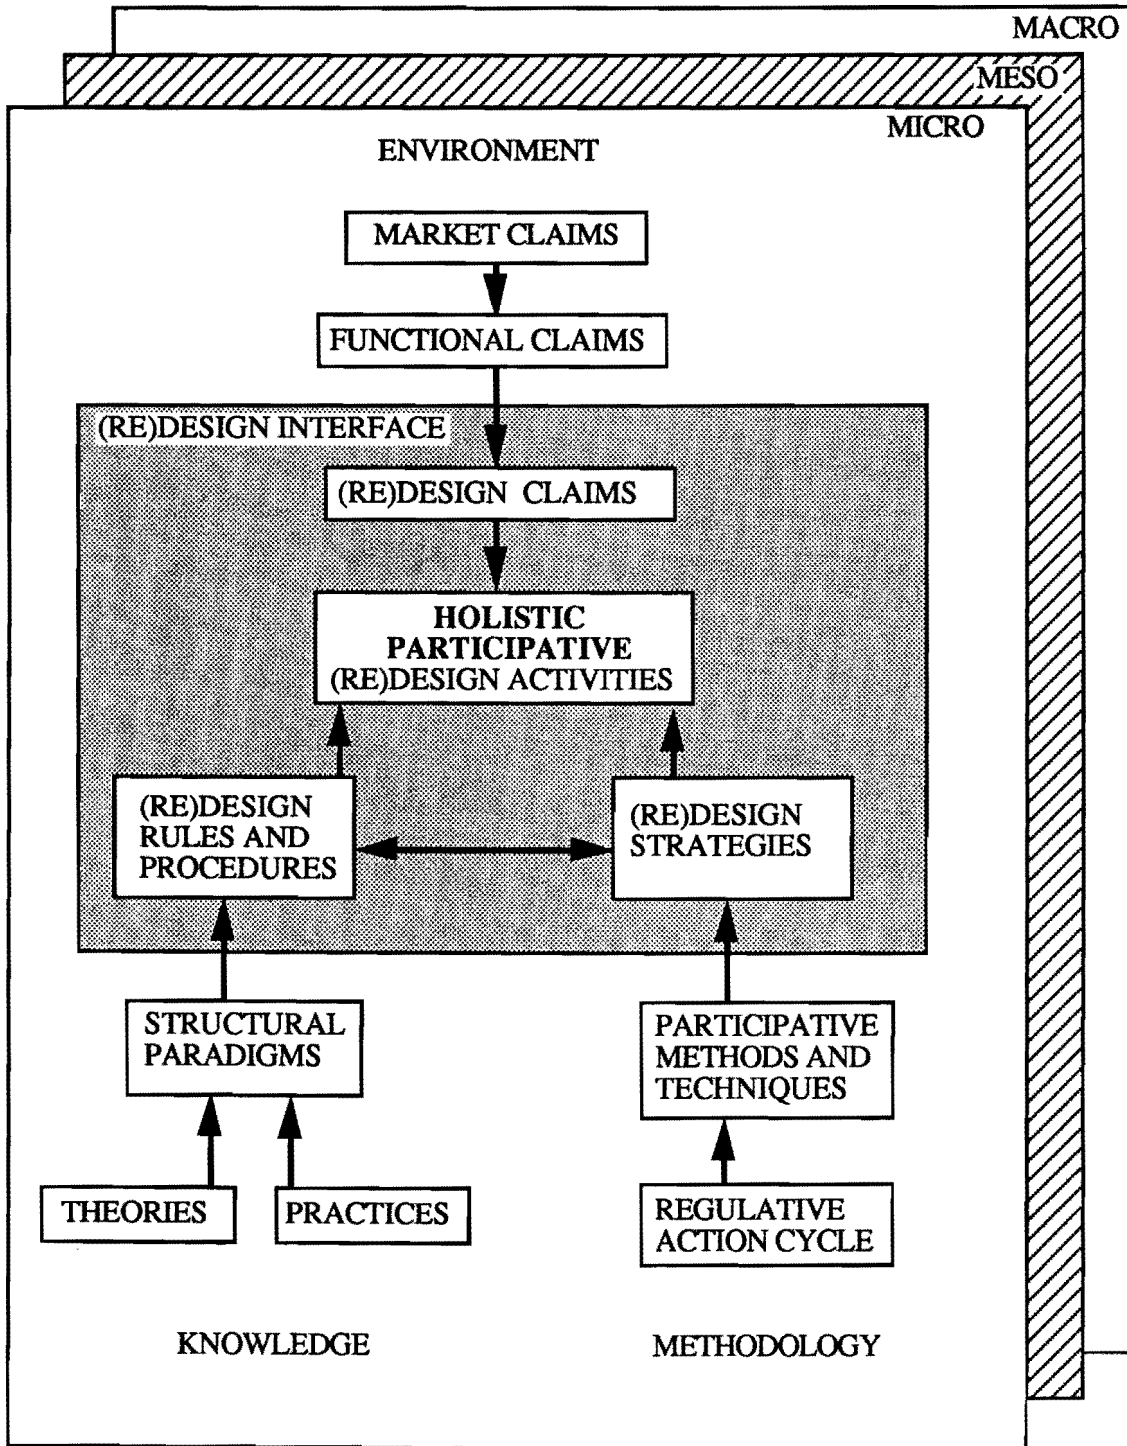 MACRO
MESO
MICRO
ENVIRONMENT
MARKET CLAIMS
FUNCTIONAL CLAIMS
(RE)DESIGN INTERFACE
(RE)DESIGN CLAIMS
HOLISTIC
PARTICIPATIVE
(RE)DESIGN ACTIVITIES
(RE)DESIGN
RULES AND
PROCEDURES
(RE)DESIGN
STRATEGIES
STRUCTURAL
PARADIGMS
PARTICIPATIVE
METHODS AND
TECHNIQUES
THEORIES
PRACTICES
REGULATIVE
ACTION CYCLE
KNOWLEDGE
METHODOLOGY